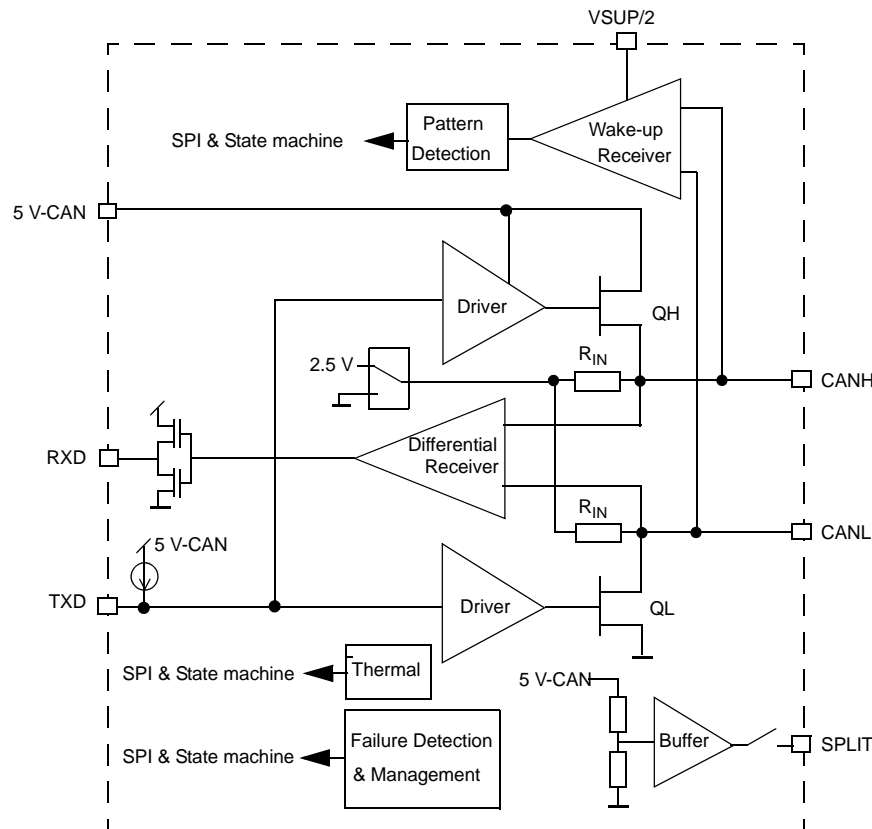 VSUP/2
Pattern
Detection
Wake-up
Receiver
SPI & State machine
5 V-CAN
Driver
QH
2.5 V
RIN
CANH
RXD
Differential
Receiver
RIN
CANL
5 V-CAN
TXD
Driver
QL
SPI & State machine
Thermal
5 V-CAN
SPI & State machine
Failure Detection
& Management
Buffer
SPLIT